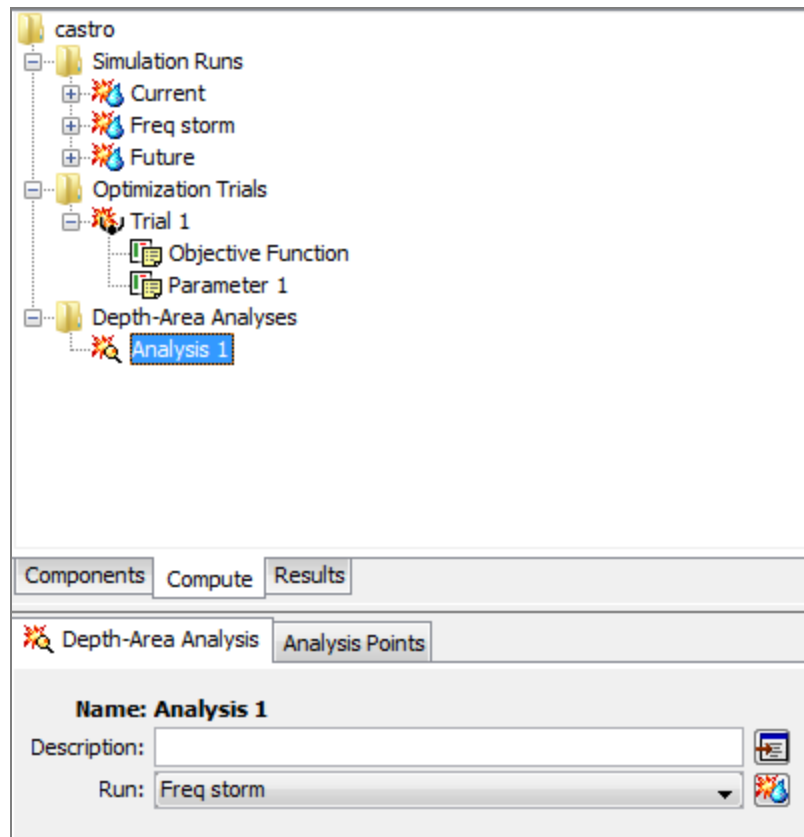 castro
Simulation Runs
Current
Freq storm
Future
Optimization Trials
Trial 1
Objective Function
Parameter 1
Depth-Area Analyses
Analysis 1
Components Compute Results
Depth-Area Analysis Analysis Points
Name: Analysis 1
Description:
Run: Freq storm